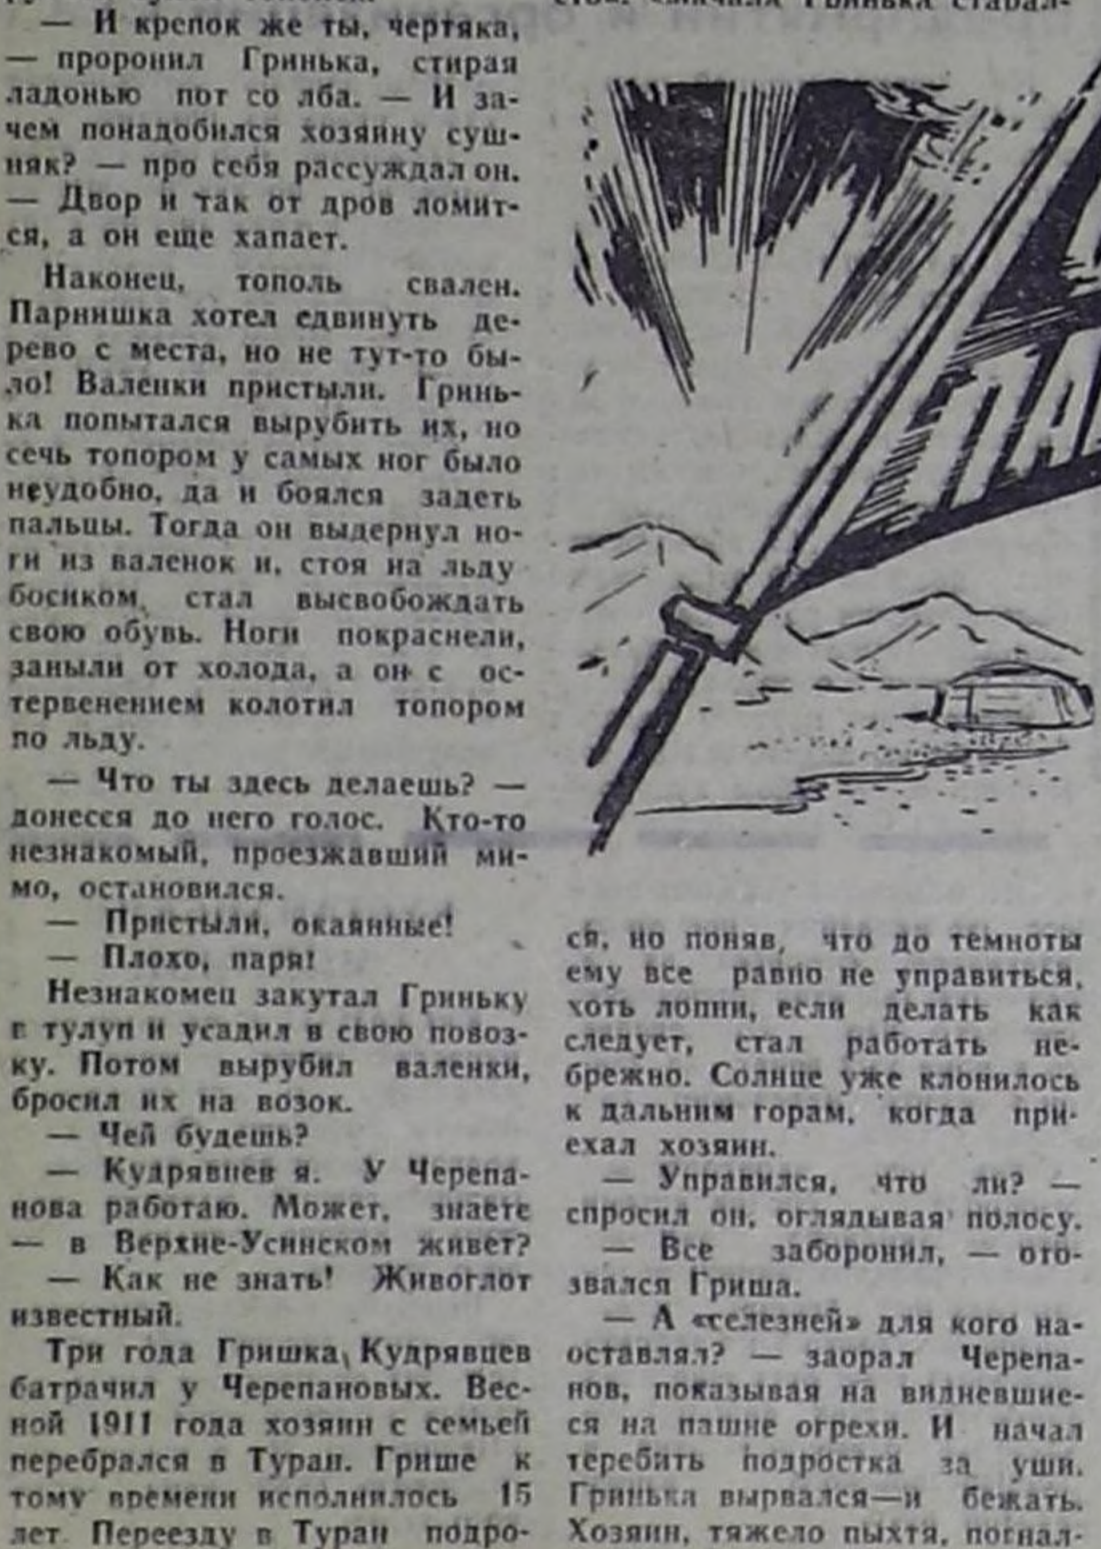 — И крепок же ты, чертяка,
— проронил Гринька, стирая
ладонью пот со лба. — И за-
чем понадобился хозяину суш-
няк? — про себя рассуждал он.
— Двор и так от дров ломит-
ся, а он еще хапает.
Наконец, тополь свален.
Парнишка хотел сдвинуть де-
рево с места, но не тут-то бы-
ло! Валенки пристыли. Гринь-
ка попытался вырубить их, но
сечь топором у самых ног было
неудобно, да и боялся задеть
пальцы. Тогда он выдернул но-
ги из валенок и, стоя на льду
босиком, стал высвобождать
свою обувь. Ноги покраснели,
заныли от холода, а он с ос-
тервенением колотил топором
по льду.
— Что ты здесь делаешь? —
донесся до него голос. Кто-то
незнакомый, проезжавший ми-
мо, остановился.
— Пристыли, окаянные!
— Плохо, паря!
Незнакомец закутал Гриньку
в тулуп и усадил в свою повоз-
ку. Потом вырубил валенки,
бросил их на возок.
— Чей будешь?
— Кудрявцев я. У Черепа-
нова работаю. Может, знаете
— в Верхне-Усинском живет?
— Как не знать! Живоглот
известный.
Три года Гришка Кудрявцев
батрачил у Черепановых. Вес-
ной 1911 года хозяин с семьей
перебрался в Туран. Грише к
тому времени исполнилось 15
лет. Переезду в Туран подро-
Гринька старал-
ПА
ся, но поняв, что до темноты
ему все равно не управиться,
хоть лопни, если делать как
следует, стал работать не-
брежно. Солнце уже клонилось
к дальним горам, когда при-
ехал хозяин.
— Управился, что ли? —
спросил он, оглядывая полосу.
— Все заборонил, — ото-
звался Гриша.
— А «селезней» для кого на-
оставлял? — заорал Черепа-
нов, показывая на видневшие-
ся на пашне огрехи. И начал
теребить подростка за уши.
Гринька вырвался—и бежать.
Хозяин, тяжело пыхтя, погнал-